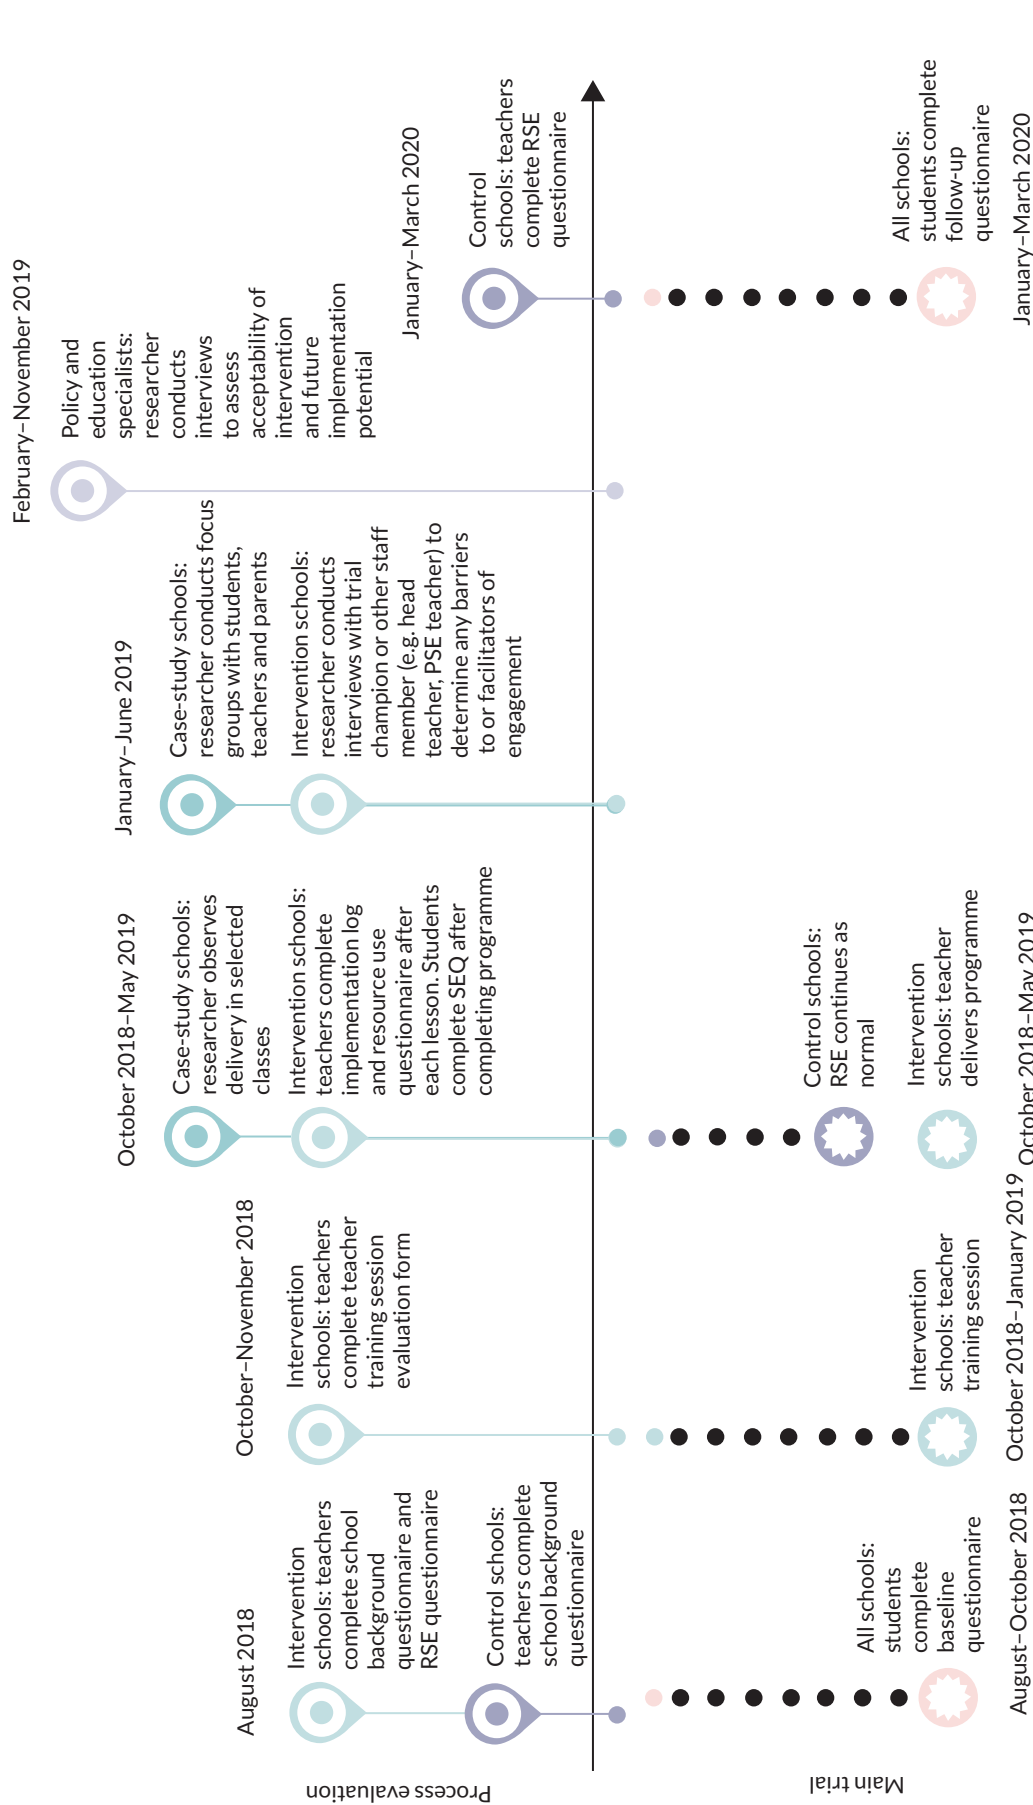 Process evaluation
August 2018
Intervention
schools: teachers
complete school
background
questionnaire and
RSE questionnaire
Control schools:
teachers complete
school background
questionnaire
October–November 2018
Intervention
schools: teachers
complete teacher
training session
evaluation form
October 2018–May 2019
Case-study schools:
researcher observes
delivery in selected
classes
Intervention schools:
teachers complete
implementation log
and resource use
questionnaire after
each lesson. Students
complete SEQ after
completing programme
January–June 2019
Case-study schools:
researcher conducts focus
groups with students,
teachers and parents
Intervention schools:
researcher conducts
interviews with trial
champion or other staff
member (e.g. head
teacher, PSE teacher) to
determine any barriers
to or facilitators of
engagement
February–November 2019
Policy and
education
specialists:
researcher
conducts
interviews
to assess
acceptability of
intervention
and future
implementation
potential
January–March 2020
Control
schools: teachers
complete RSE
questionnaire
Main trial
All schools:
students
complete
baseline
questionnaire
August–October 2018
Intervention
schools: teacher
training session
October 2018–January 2019
Control schools:
RSE continues as
normal
Intervention
schools: teacher
delivers programme
October 2018–May 2019
All schools:
students complete
follow-up
questionnaire
January–March 2020